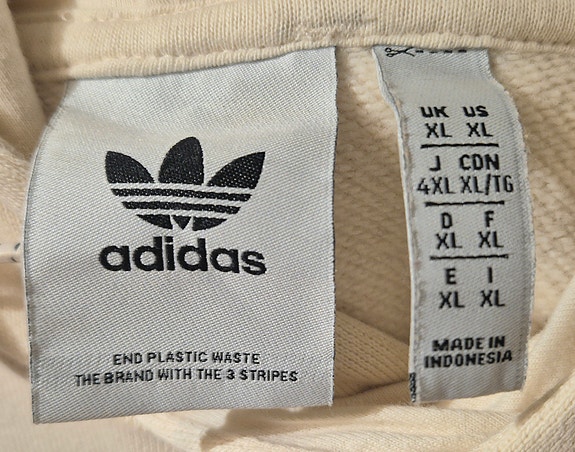 adidas
END PLASTIC WASTE
THE BRAND WITH THE 3 STRIPES
UK US
XL XL
J CDN
4XL XL/TG
D F
XL XL
E I
XL XL
MADE IN
INDONESIA